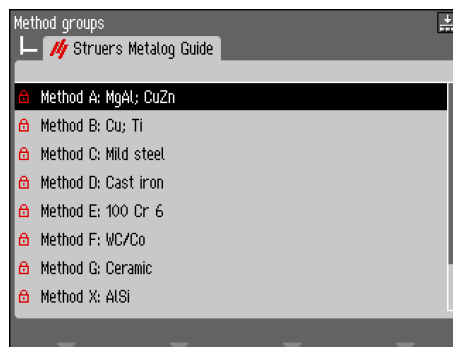 Method groups
Struers Metalog Guide
Method A: MgAl; CuZn
Method B: Cu; Ti
Method C: Mild steel
Method D: Cast iron
Method E: 100 Cr 6
Method F: WC/Co
Method G: Ceramic
Method X: AlSi